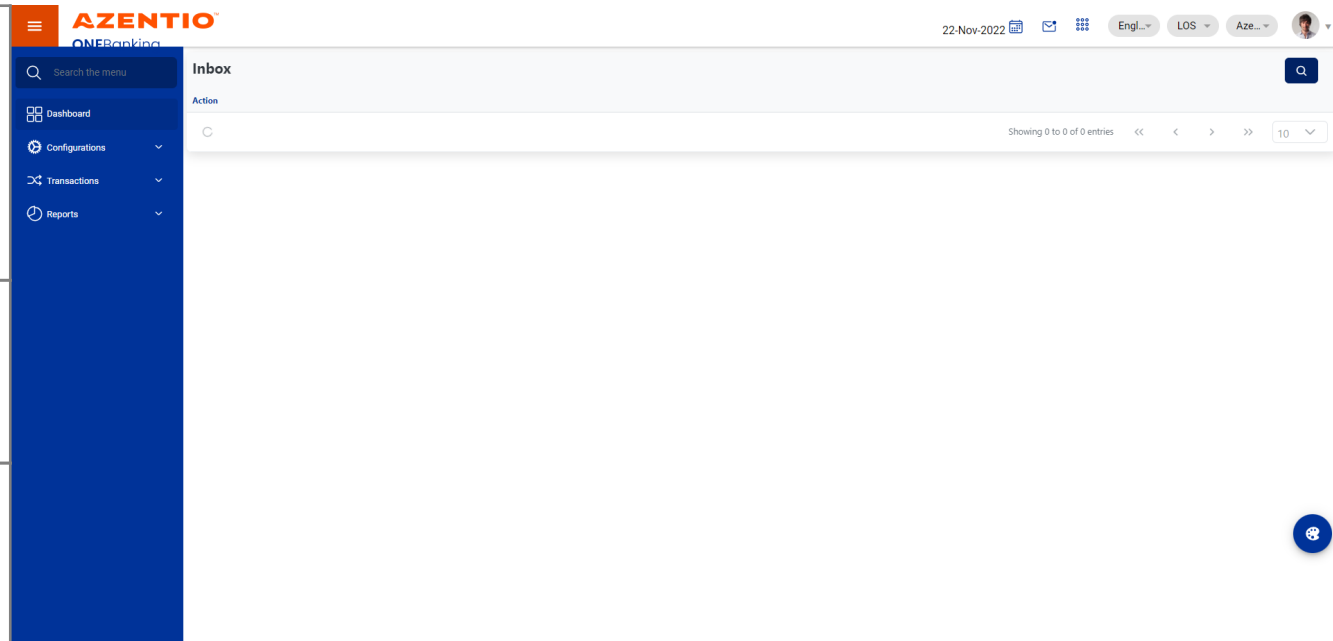 AZENTIO™
ONEBanking
22-Nov-2022
Engl...
LOS
Aze...
Search the menu
Dashboard
Configurations
Transactions
Reports
Inbox
Action
Showing 0 to 0 of 0 entries
10